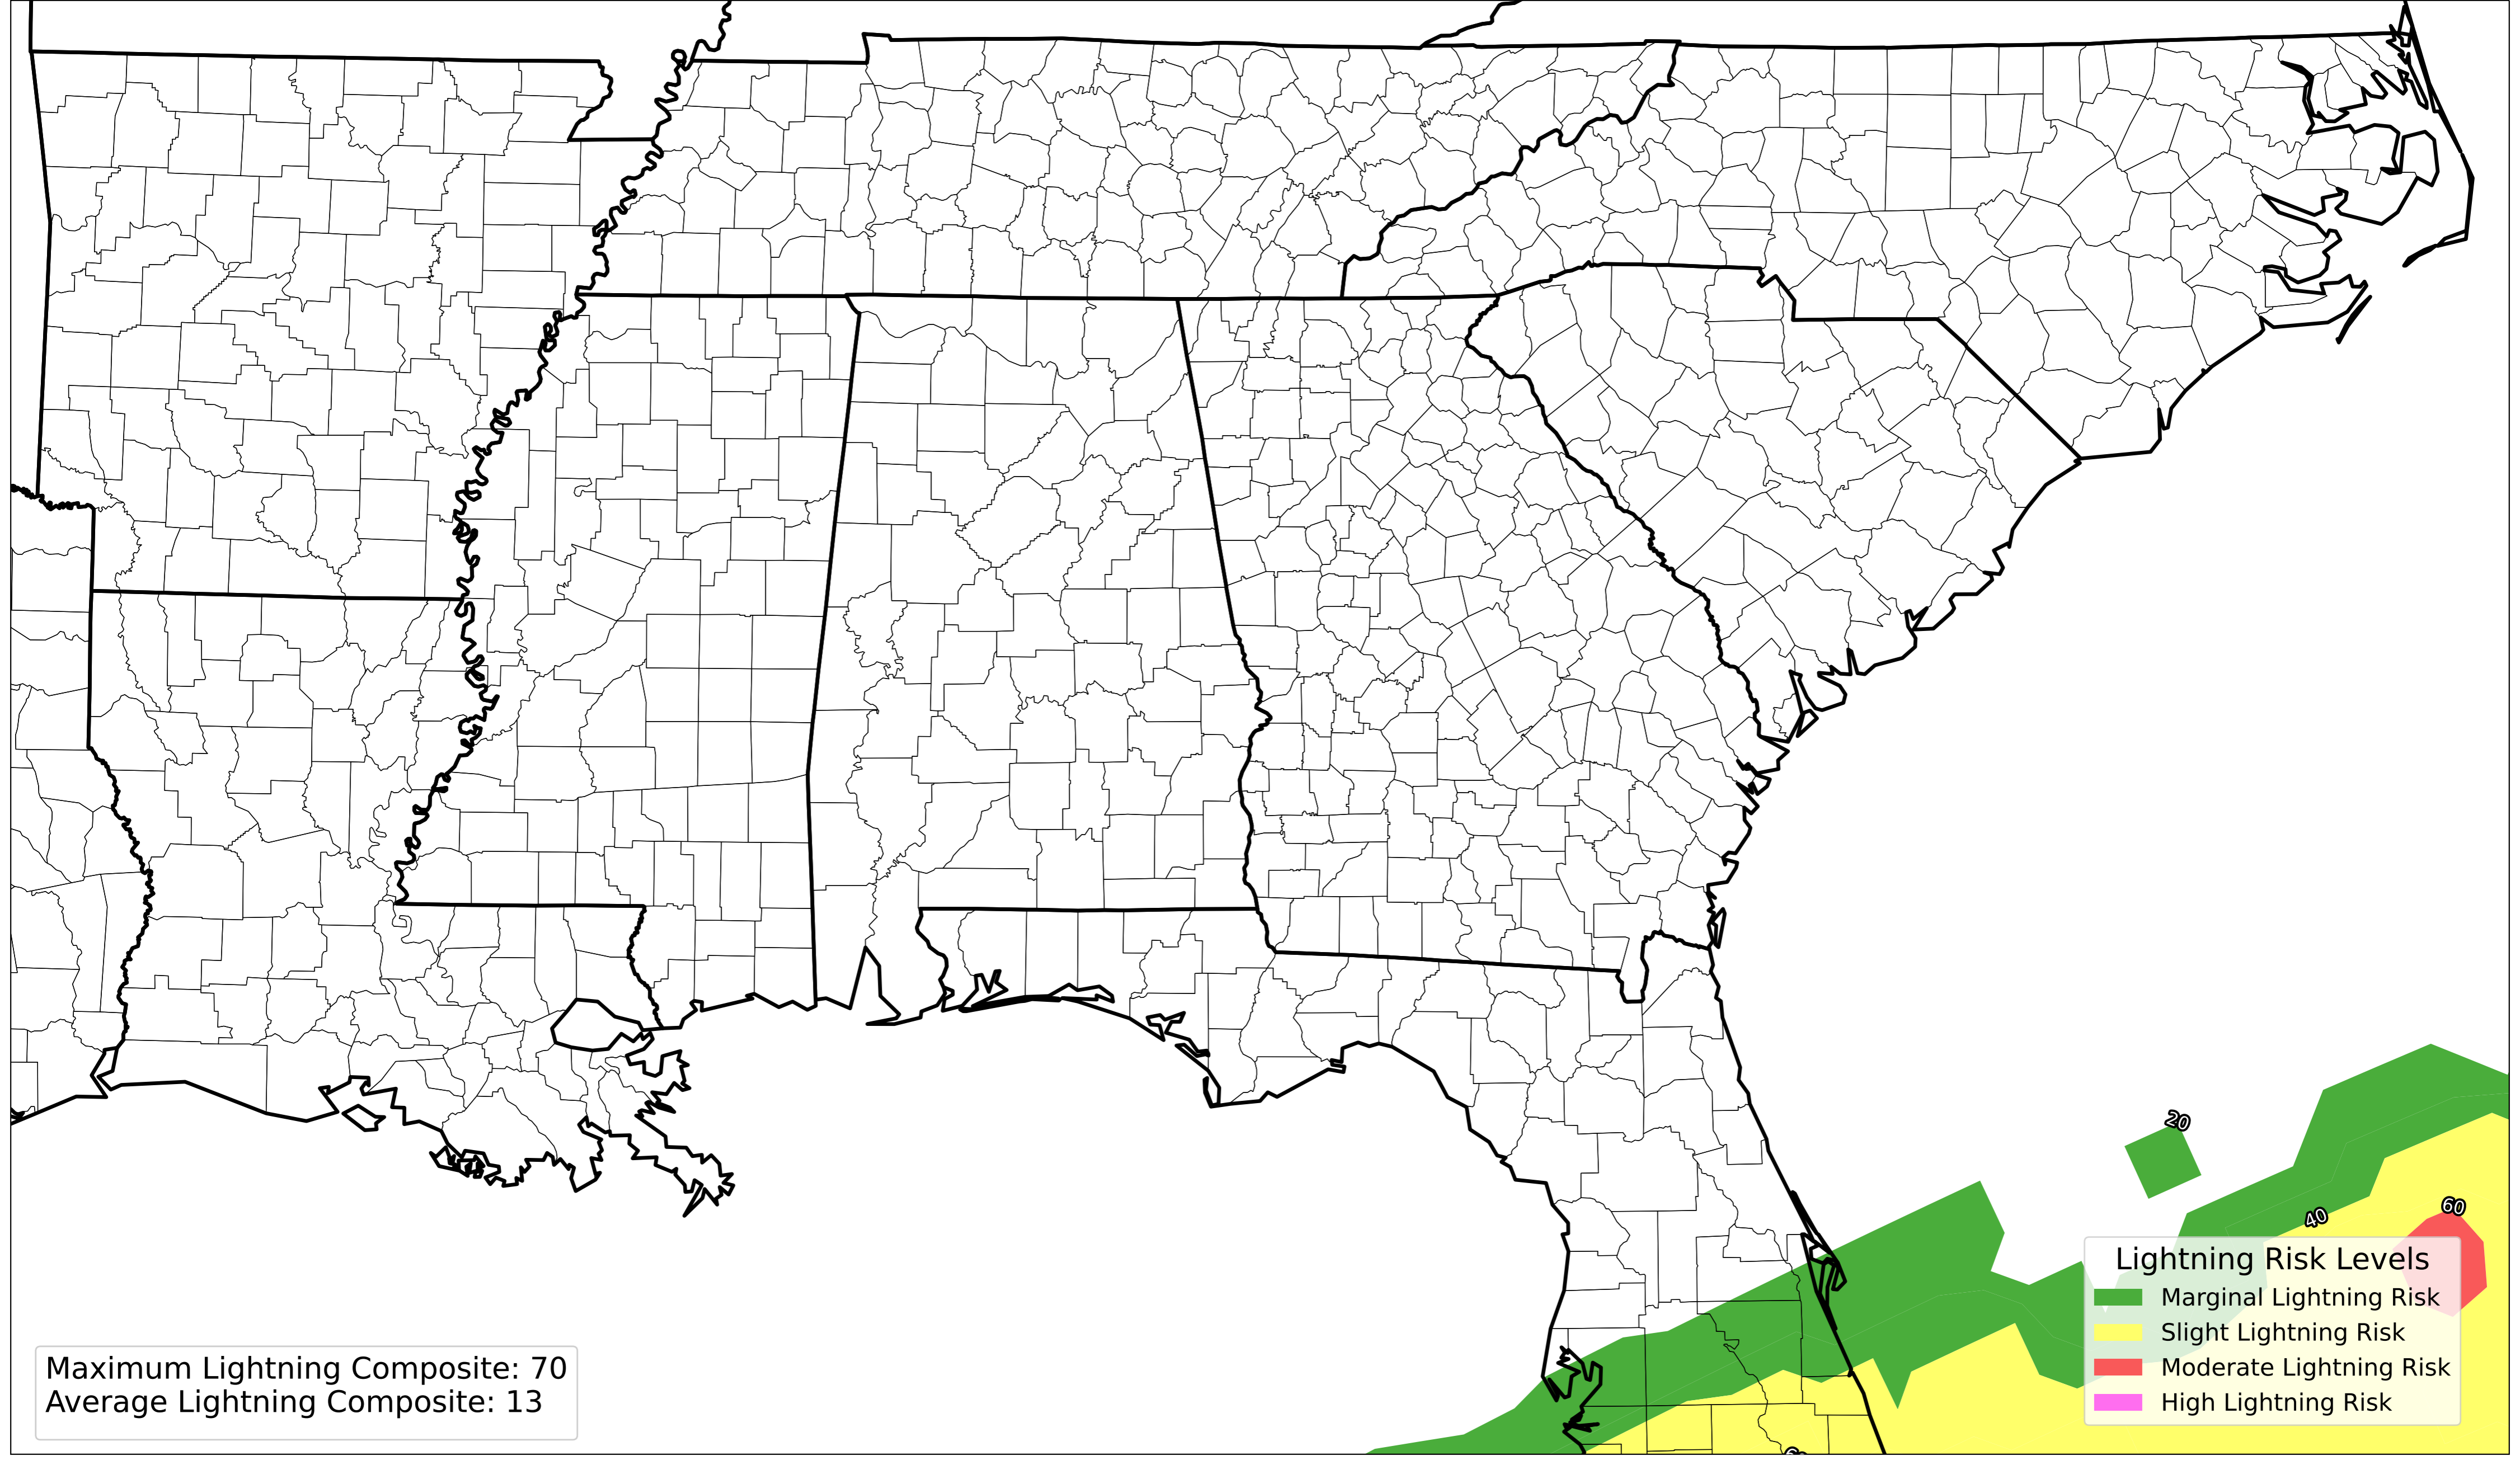 20
60
40
Lightning Risk Levels
Marginal Lightning Risk
Slight Lightning Risk
Moderate Lightning Risk
High Lightning Risk
Maximum Lightning Composite: 70
Average Lightning Composite: 13